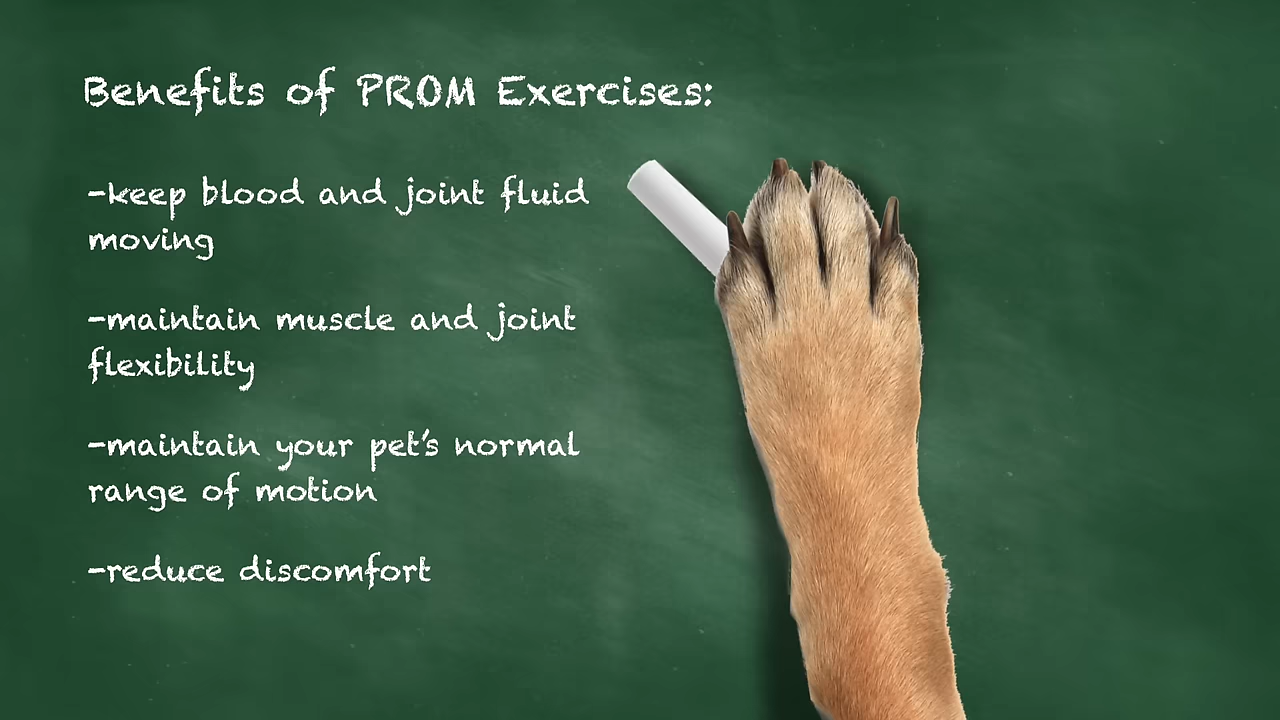 Benefits of PROM Exercises:
-keep blood and joint fluid
moving
-maintain muscle and joint
flexibility
-maintain your pet's normal
range of motion
-reduce discomfort